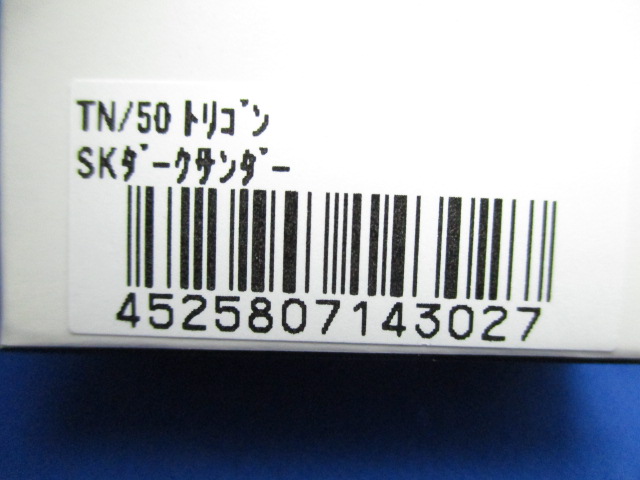 TN/50 ﾄﾘｺﾞﾝ
SKﾀﾞｰｸｻﾝﾀﾞｰ
4525807143027